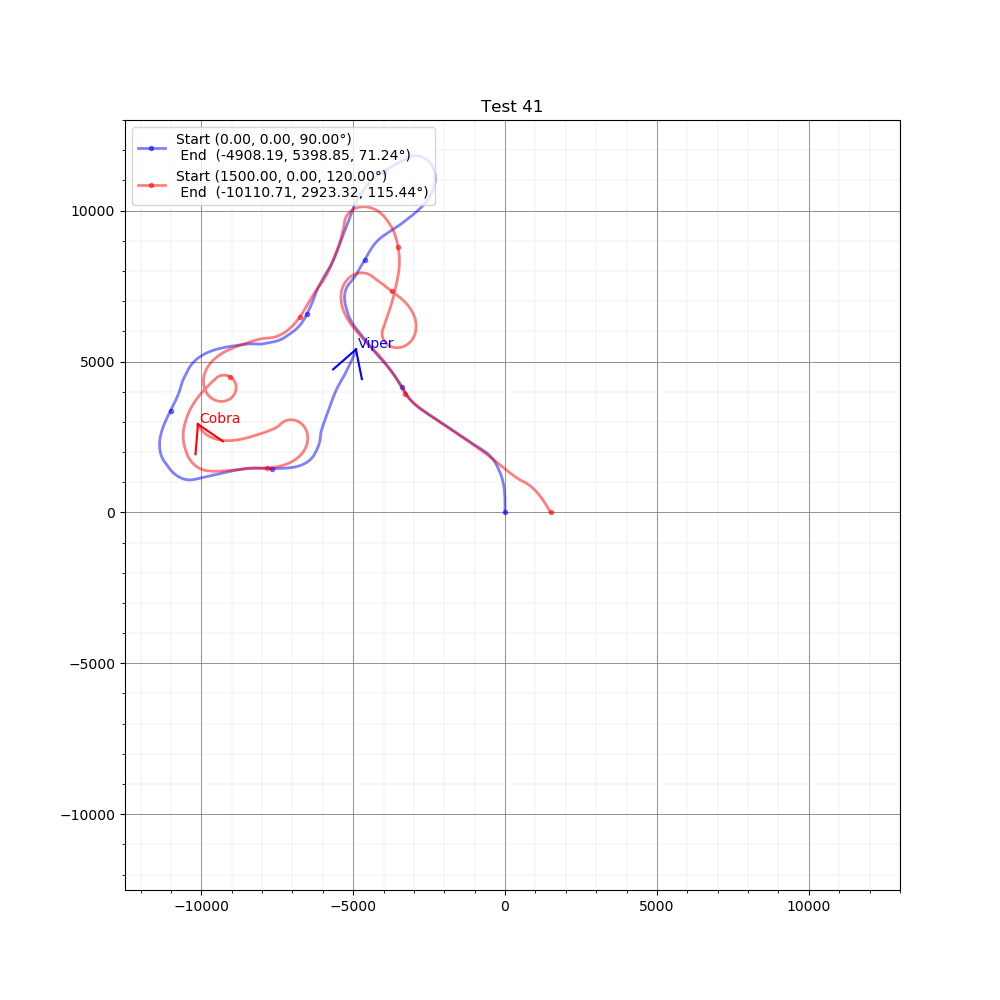 Test 41
Start (0.00, 0.00, 90.00°)
End (-4908.19, 5398.85, 71.24°)
Start (1500.00, 0.00, 120.00°)
End (-10110.71, 2923.32, 115.44°)
10000
5000
0
−5000
−10000
Viper
Cobra
−10000 −5000 0 5000 10000